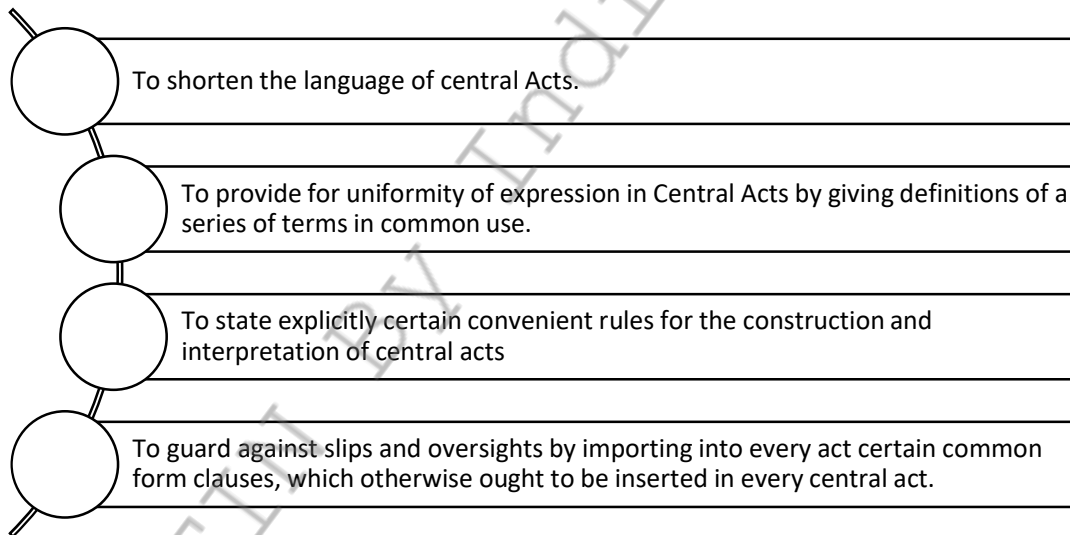 To shorten the language of central Acts.
To provide for uniformity of expression in Central Acts by giving definitions of a
series of terms in common use.
To state explicitly certain convenient rules for the construction and
interpretation of central acts
To guard against slips and oversights by importing into every act certain common
form clauses, which otherwise ought to be inserted in every central act.
By